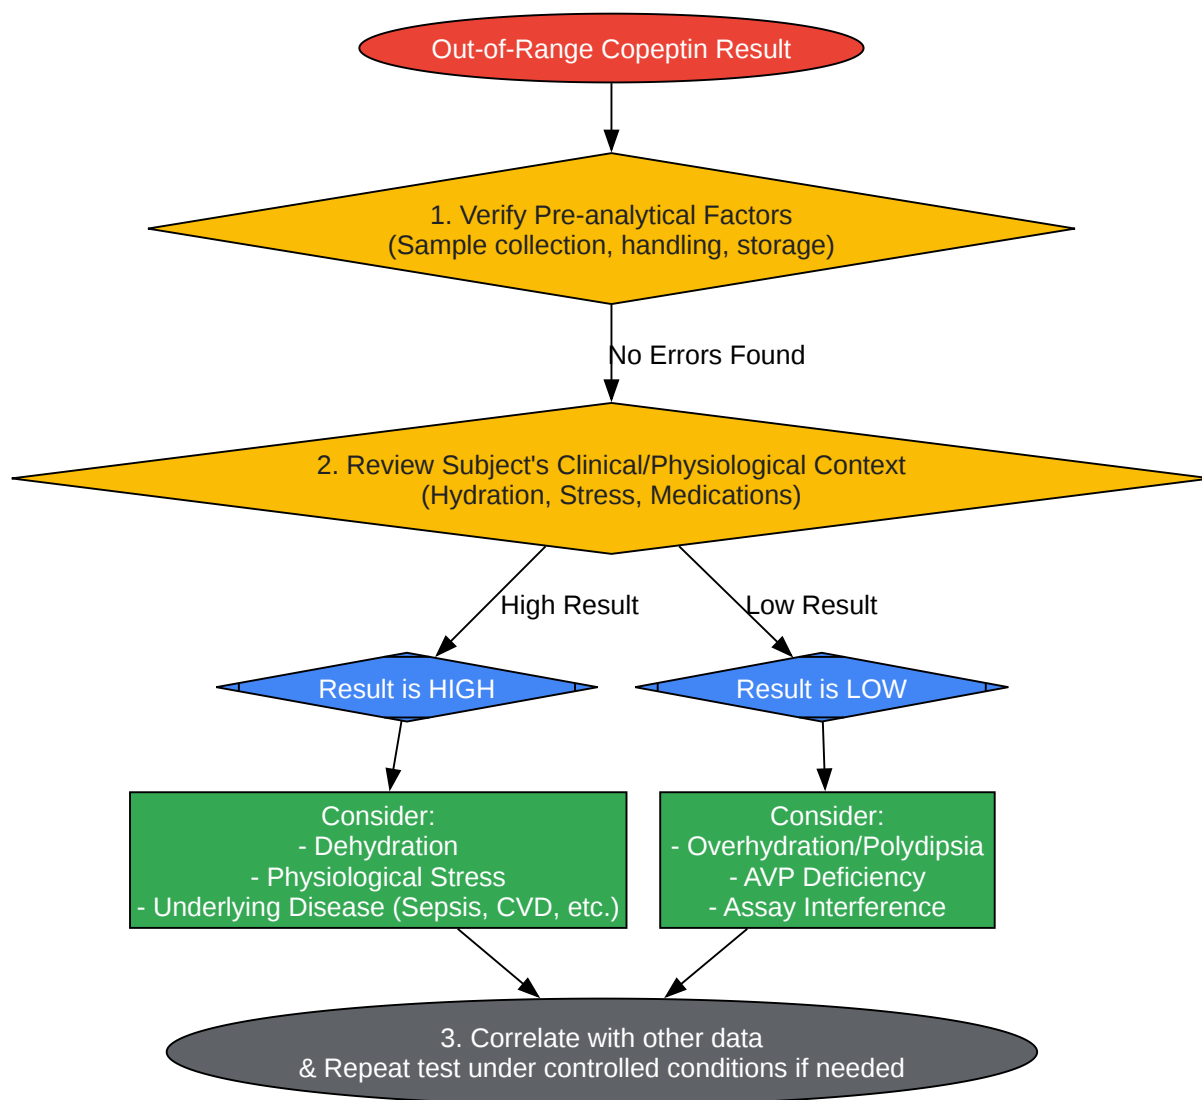 Out-of-Range Copeptin Result
1. Verify Pre-analytical Factors
(Sample collection, handling, storage)
No Errors Found
2. Review Subject's Clinical/Physiological Context
(Hydration, Stress, Medications)
High Result
Low Result
Result is HIGH
Result is LOW
Consider:
- Dehydration
- Physiological Stress
- Underlying Disease (Sepsis, CVD, etc.)
Consider:
- Overhydration/Polydipsia
- AVP Deficiency
- Assay Interference
3. Correlate with other data
& Repeat test under controlled conditions if needed